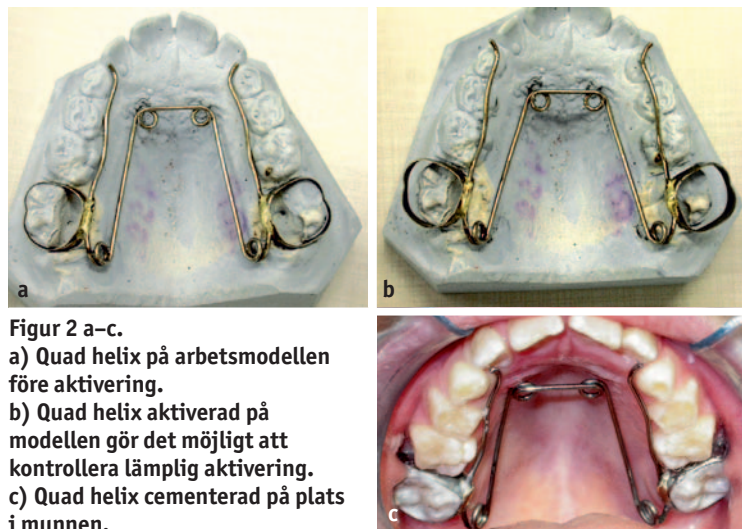 a
b
Figur 2 a–c.
a) Quad helix på arbetsmodellen
före aktivering.
b) Quad helix aktiverad på
modellen gör det möjligt att
kontrollera lämplig aktivering.
c) Quad helix cementerad på plats
i munnen.
c